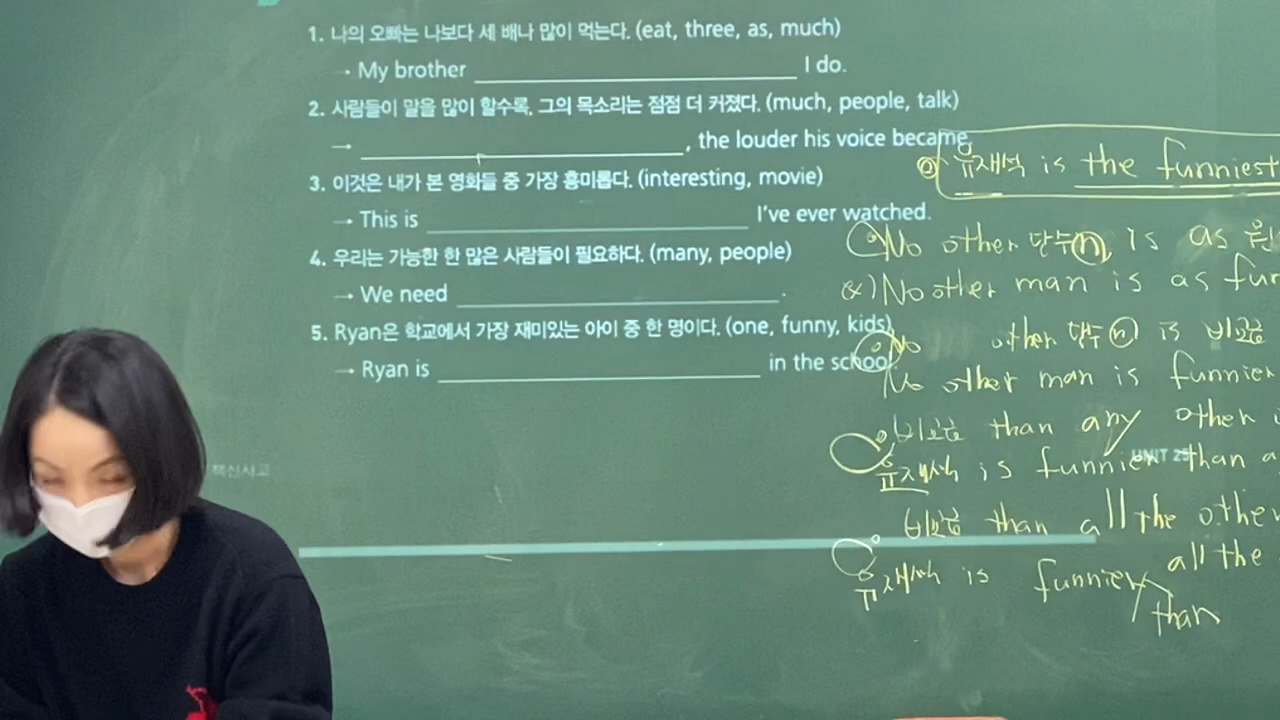 1. 나의 오빠는 나보다 세 배나 많이 먹는다. (eat, three, as, much)
→ My brother ____________ I do.
2. 사람들이 말을 많이 할수록, 그의 목소리는 점점 더 커졌다. (much, people, talk)
→ ____________, the louder his voice became.
3. 이것은 내가 본 영화들 중 가장 흥미롭다. (interesting, movie)
→ This is ____________ I've ever watched.
4. 우리는 가능한 한 많은 사람들이 필요하다. (many, people)
→ We need ____________.
5. Ryan은 학교에서 가장 재미있는 아이 중 한 명이다. (one, funny, kids)
→ Ryan is ____________ in the school.
유재석 is the funniest
No other 단수 n is as
No other man is as
No other 단수 n is 비교급
No other man is funnier
비교급 than any other
유재석 is funnier than
UNIT 25
비교급 than all the other
유재석 is funnier than all the